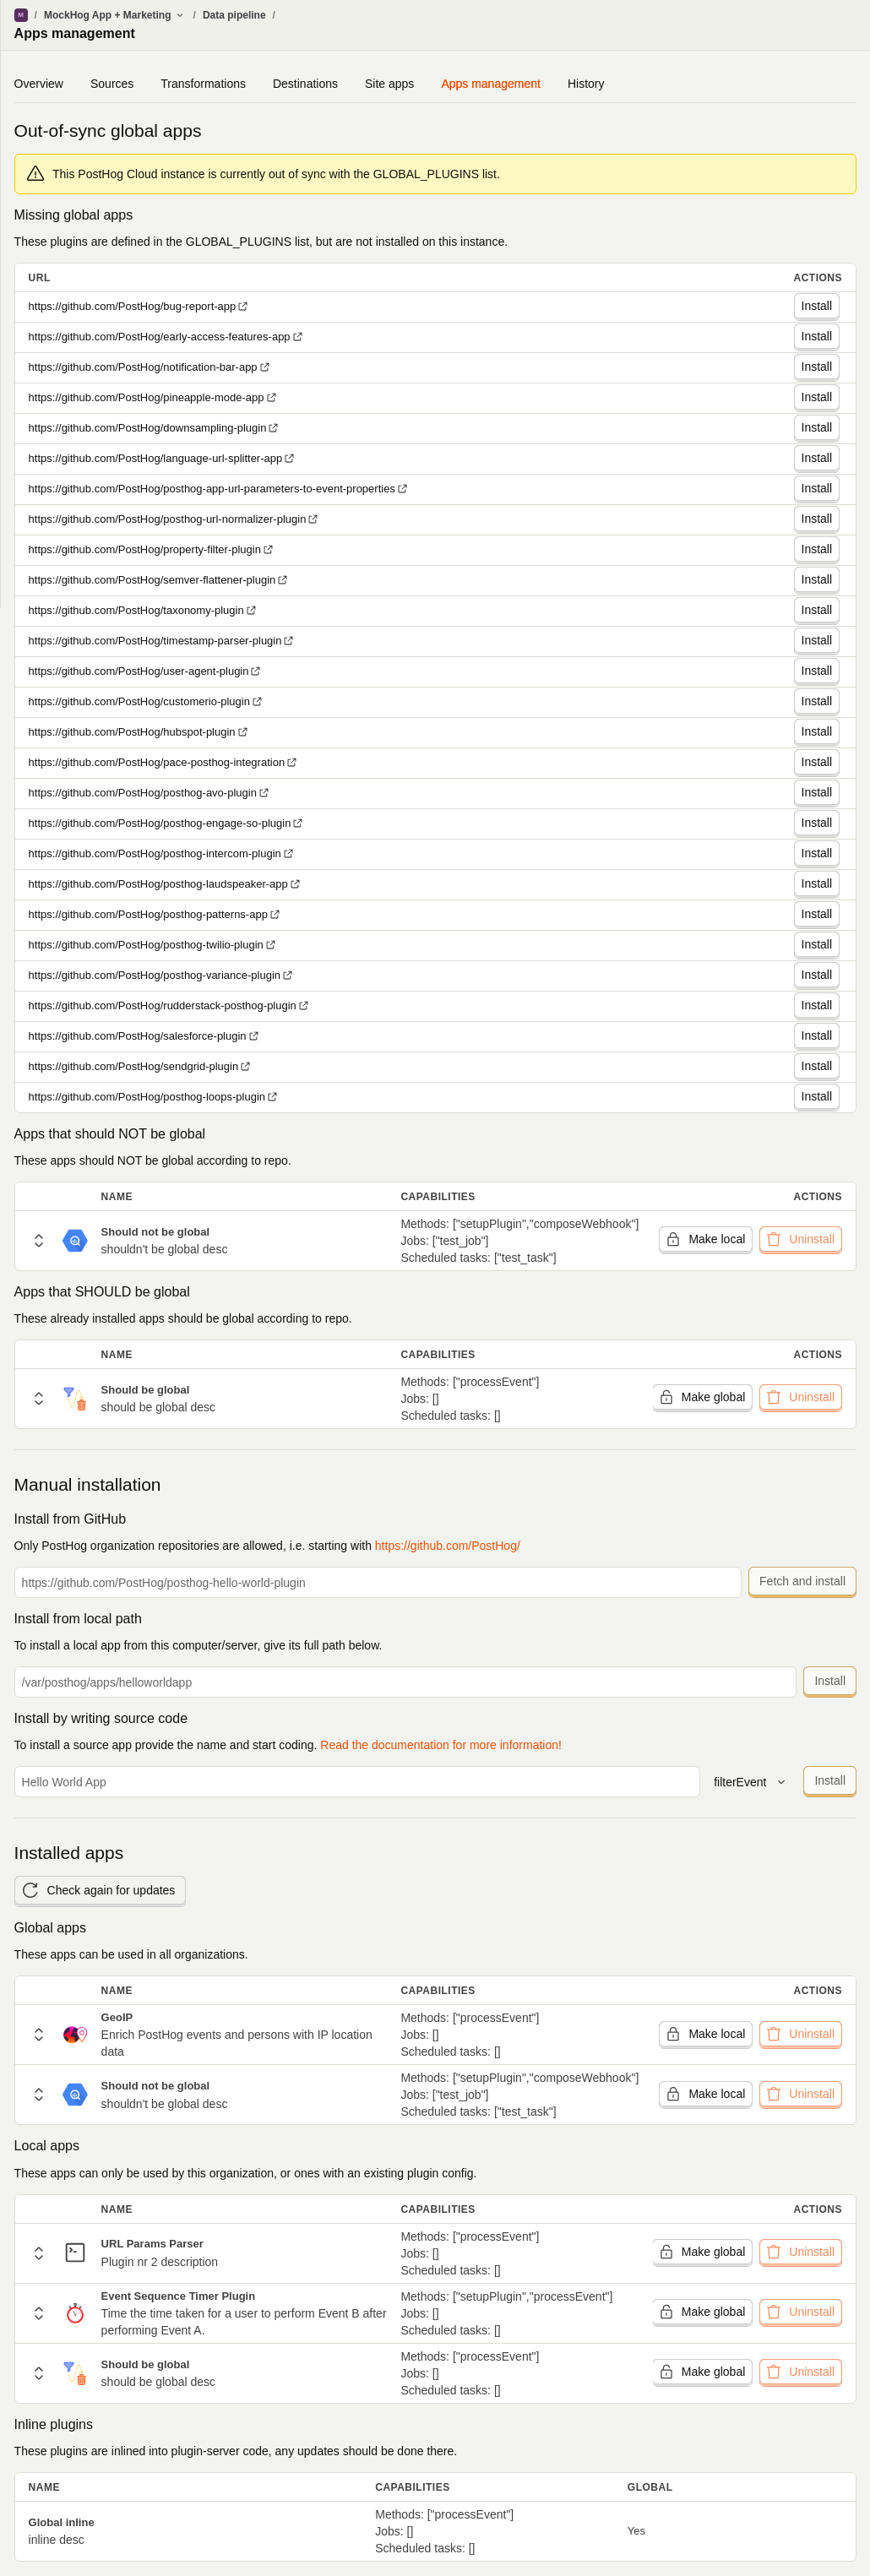 M / MockHog App + Marketing / Data pipeline /
Apps management
Overview Sources Transformations Destinations Site apps Apps management History
Out-of-sync global apps
This PostHog Cloud instance is currently out of sync with the GLOBAL_PLUGINS list.
Missing global apps
These plugins are defined in the GLOBAL_PLUGINS list, but are not installed on this instance.
URL ACTIONS
https://github.com/PostHog/bug-report-app Install
https://github.com/PostHog/early-access-features-app Install
https://github.com/PostHog/notification-bar-app Install
https://github.com/PostHog/pineapple-mode-app Install
https://github.com/PostHog/downsampling-plugin Install
https://github.com/PostHog/language-url-splitter-app Install
https://github.com/PostHog/posthog-app-url-parameters-to-event-properties Install
https://github.com/PostHog/posthog-url-normalizer-plugin Install
https://github.com/PostHog/property-filter-plugin Install
https://github.com/PostHog/semver-flattener-plugin Install
https://github.com/PostHog/taxonomy-plugin Install
https://github.com/PostHog/timestamp-parser-plugin Install
https://github.com/PostHog/user-agent-plugin Install
https://github.com/PostHog/customerio-plugin Install
https://github.com/PostHog/hubspot-plugin Install
https://github.com/PostHog/pace-posthog-integration Install
https://github.com/PostHog/posthog-avo-plugin Install
https://github.com/PostHog/posthog-engage-so-plugin Install
https://github.com/PostHog/posthog-intercom-plugin Install
https://github.com/PostHog/posthog-laudspeaker-app Install
https://github.com/PostHog/posthog-patterns-app Install
https://github.com/PostHog/posthog-twilio-plugin Install
https://github.com/PostHog/posthog-variance-plugin Install
https://github.com/PostHog/rudderstack-posthog-plugin Install
https://github.com/PostHog/salesforce-plugin Install
https://github.com/PostHog/sendgrid-plugin Install
https://github.com/PostHog/posthog-loops-plugin Install
Apps that should NOT be global
These apps should NOT be global according to repo.
NAME CAPABILITIES ACTIONS
Should not be global
shouldn't be global desc
Methods: ["setupPlugin","composeWebhook"]
Jobs: ["test_job"]
Scheduled tasks: ["test_task"]
Make local Uninstall
Apps that SHOULD be global
These already installed apps should be global according to repo.
NAME CAPABILITIES ACTIONS
Should be global
should be global desc
Methods: ["processEvent"]
Jobs: []
Scheduled tasks: []
Make global Uninstall
Manual installation
Install from GitHub
Only PostHog organization repositories are allowed, i.e. starting with https://github.com/PostHog/
https://github.com/PostHog/posthog-hello-world-plugin Fetch and install
Install from local path
To install a local app from this computer/server, give its full path below.
/var/posthog/apps/helloworldapp Install
Install by writing source code
To install a source app provide the name and start coding. Read the documentation for more information!
Hello World App filterEvent Install
Installed apps
Check again for updates
Global apps
These apps can be used in all organizations.
NAME CAPABILITIES ACTIONS
GeoIP
Enrich PostHog events and persons with IP location
data
Methods: ["processEvent"]
Jobs: []
Scheduled tasks: []
Make local Uninstall
Should not be global
shouldn't be global desc
Methods: ["setupPlugin","composeWebhook"]
Jobs: ["test_job"]
Scheduled tasks: ["test_task"]
Make local Uninstall
Local apps
These apps can only be used by this organization, or ones with an existing plugin config.
NAME CAPABILITIES ACTIONS
URL Params Parser
Plugin nr 2 description
Methods: ["processEvent"]
Jobs: []
Scheduled tasks: []
Make global Uninstall
Event Sequence Timer Plugin
Time the time taken for a user to perform Event B after
performing Event A.
Methods: ["setupPlugin","processEvent"]
Jobs: []
Scheduled tasks: []
Make global Uninstall
Should be global
should be global desc
Methods: ["processEvent"]
Jobs: []
Scheduled tasks: []
Make global Uninstall
Inline plugins
These plugins are inlined into plugin-server code, any updates should be done there.
NAME CAPABILITIES GLOBAL
Global inline
inline desc
Methods: ["processEvent"]
Jobs: []
Scheduled tasks: []
Yes